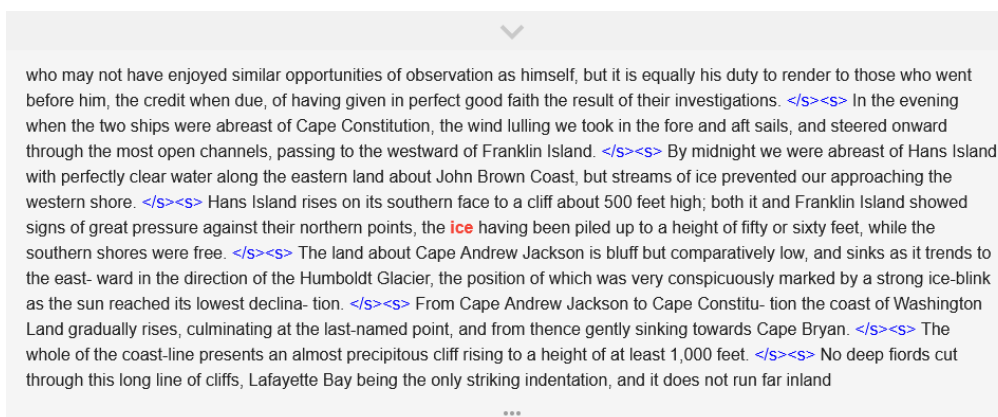 who may not have enjoyed similar opportunities of observation as himself, but it is equally his duty to render to those who went
before him, the credit when due, of having given in perfect good faith the result of their investigations. </s><s> In the evening
when the two ships were abreast of Cape Constitution, the wind lulling we took in the fore and aft sails, and steered onward
through the most open channels, passing to the westward of Franklin Island. </s><s> By midnight we were abreast of Hans Island
with perfectly clear water along the eastern land about John Brown Coast, but streams of ice prevented our approaching the
western shore. </s><s> Hans Island rises on its southern face to a cliff about 500 feet high; both it and Franklin Island showed
signs of great pressure against their northern points, the ice having been piled up to a height of fifty or sixty feet, while the
southern shores were free. </s><s> The land about Cape Andrew Jackson is bluff but comparatively low, and sinks as it trends to
the east- ward in the direction of the Humboldt Glacier, the position of which was very conspicuously marked by a strong ice-blink
as the sun reached its lowest declina- tion. </s><s> From Cape Andrew Jackson to Cape Constitu- tion the coast of Washington
Land gradually rises, culminating at the last-named point, and from thence gently sinking towards Cape Bryan. </s><s> The
whole of the coast-line presents an almost precipitous cliff rising to a height of at least 1,000 feet. </s><s> No deep fiords cut
through this long line of cliffs, Lafayette Bay being the only striking indentation, and it does not run far inland